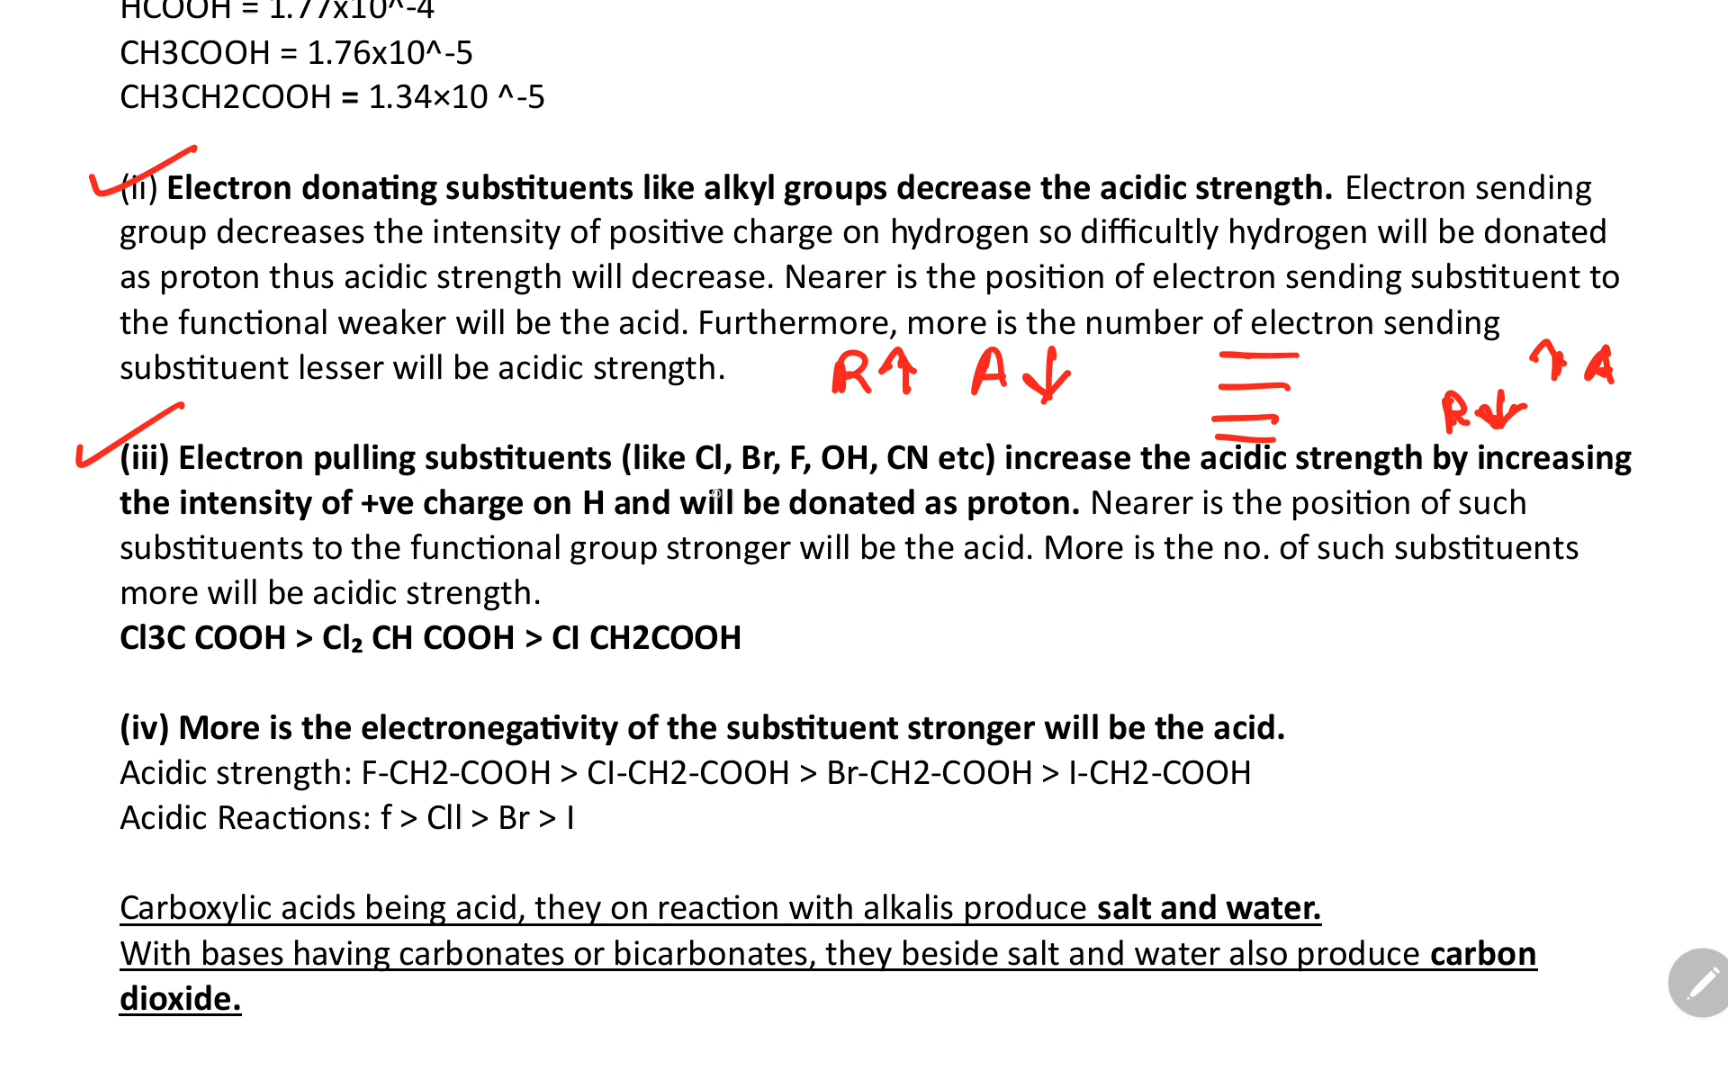 HCOOH = 1.77x10^-4
CH3COOH = 1.76x10^-5
CH3CH2COOH = 1.34×10 ^-5
(ii) Electron donating substituents like alkyl groups decrease the acidic strength. Electron sending
group decreases the intensity of positive charge on hydrogen so difficultly hydrogen will be donated
as proton thus acidic strength will decrease. Nearer is the position of electron sending substituent to
the functional weaker will be the acid. Furthermore, more is the number of electron sending
substituent lesser will be acidic strength.
R↑ A↓
R↓ ↑A
(iii) Electron pulling substituents (like Cl, Br, F, OH, CN etc) increase the acidic strength by increasing
the intensity of +ve charge on H and will be donated as proton. Nearer is the position of such
substituents to the functional group stronger will be the acid. More is the no. of such substituents
more will be acidic strength.
Cl3C COOH > Cl₂ CH COOH > CI CH2COOH
(iv) More is the electronegativity of the substituent stronger will be the acid.
Acidic strength: F-CH2-COOH > CI-CH2-COOH > Br-CH2-COOH > I-CH2-COOH
Acidic Reactions: f > Cll > Br > I
Carboxylic acids being acid, they on reaction with alkalis produce salt and water.
With bases having carbonates or bicarbonates, they beside salt and water also produce carbon
dioxide.